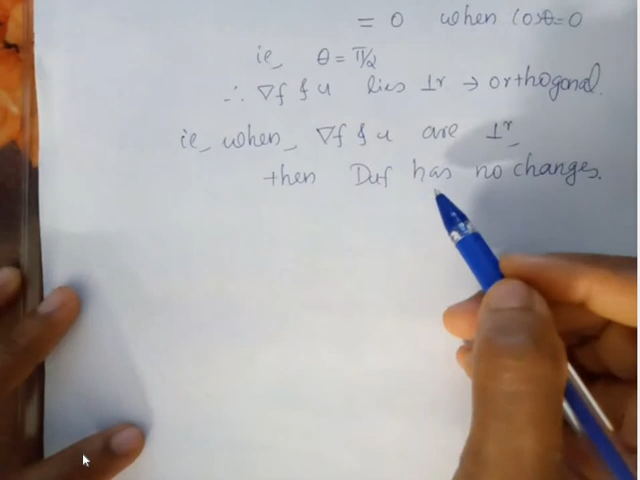 = 0 when Cosθ=0
ie, θ = π/2
∴ ∇f & u lies ⊥r → orthogonal.
ie, when, ∇f & u are ⊥r,
then Duf has no changes.